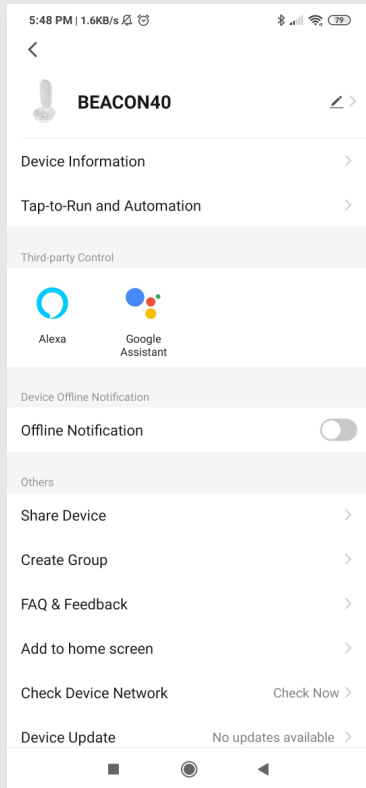 5:48 PM | 1.6KB/s
79
BEACON40
Device Information
Tap-to-Run and Automation
Third-party Control
Alexa
Google
Assistant
Device Offline Notification
Offline Notification
Others
Share Device
Create Group
FAQ & Feedback
Add to home screen
Check Device Network Check Now
Device Update No updates available